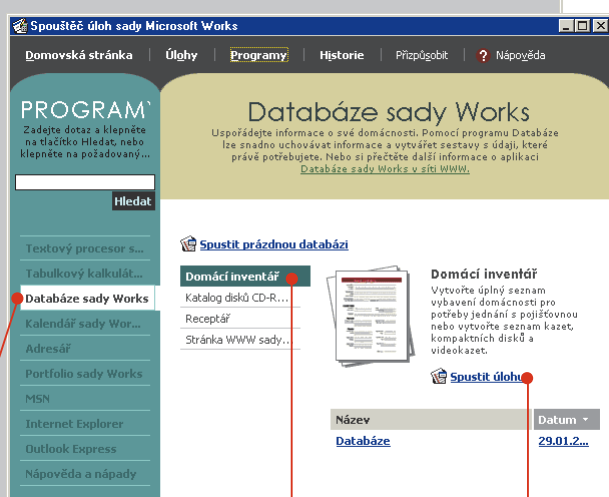 Spouštěč úloh sady Microsoft Works
Domovská stránka Úlohy Programy Historie Přizpůsobit ? Nápověda
PROGRAM
Zadejte dotaz a klepněte
na tlačítko Hledat, nebo
klepněte na požadovaný...
Hledat
Textový procesor s...
Tabulkový kalkulát...
Databáze sady Works
Kalendář sady Wor...
Adresář
Portfolio sady Works
MSN
Internet Explorer
Outlook Express
Nápověda a nápady
Databáze sady Works
Uspořádejte informace o své domácnosti. Pomocí programu Databáze
lze snadno uchovávat informace a vytvářet sestavy s údaji, které
právě potřebujete. Nebo si přečtěte další informace o aplikaci
Databáze sady Works v síti WWW.
Spustit prázdnou databázi
Domácí inventář
Katalog disků CD-R...
Receptář
Stránka WWW sady...
Domácí inventář
Vytvořte úplný seznam
vybavení domácnosti pro
potřeby jednání s pojišťovnou
nebo vytvořte seznam kazet,
kompaktních disků a
videokazet.
Spustit úlohu
Název Datum
Databáze 29.01.2...